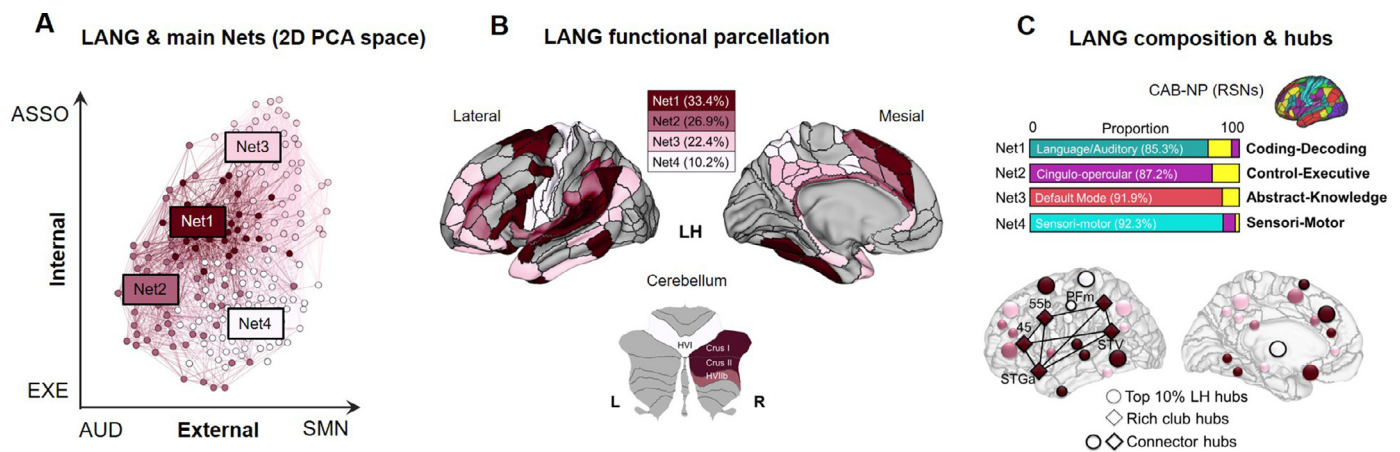 A
LANG & main Nets (2D PCA space)
ASSO
Internal
EXE
Net3
Net1
Net2
Net4
AUD
External
SMN
B
LANG functional parcellation
Net1 (33.4%)
Net2 (26.9%)
Net3 (22.4%)
Net4 (10.2%)
Lateral
Mesial
LH
Cerebellum
HVI
Crus I
Crus II
HVIIb
L
R
C
LANG composition & hubs
CAB-NP (RSNs)
0
Proportion
100
Net1
Language/Auditory (85.3%)
Coding-Decoding
Net2
Cingulo-opercular (87.2%)
Control-Executive
Net3
Default Mode (91.9%)
Abstract-Knowledge
Net4
Sensori-motor (92.3%)
Sensori-Motor
55b
PFm
45
STV
STGa
Top 10% LH hubs
Rich club hubs
Connector hubs